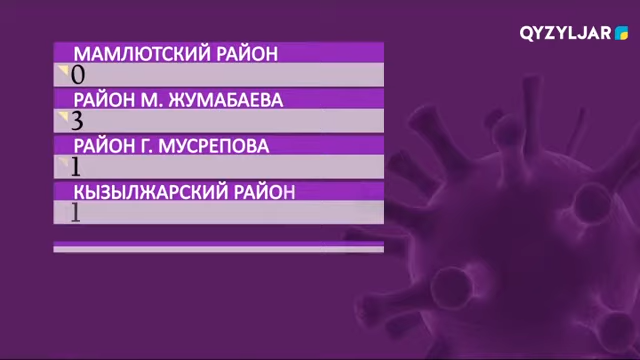 QYZYLJAR
МАМЛЮТСКИЙ РАЙОН
0
РАЙОН М. ЖУМАБАЕВА
3
РАЙОН Г. МУСРЕПОВА
1
КЫЗЫЛЖАРСКИЙ РАЙОН
1